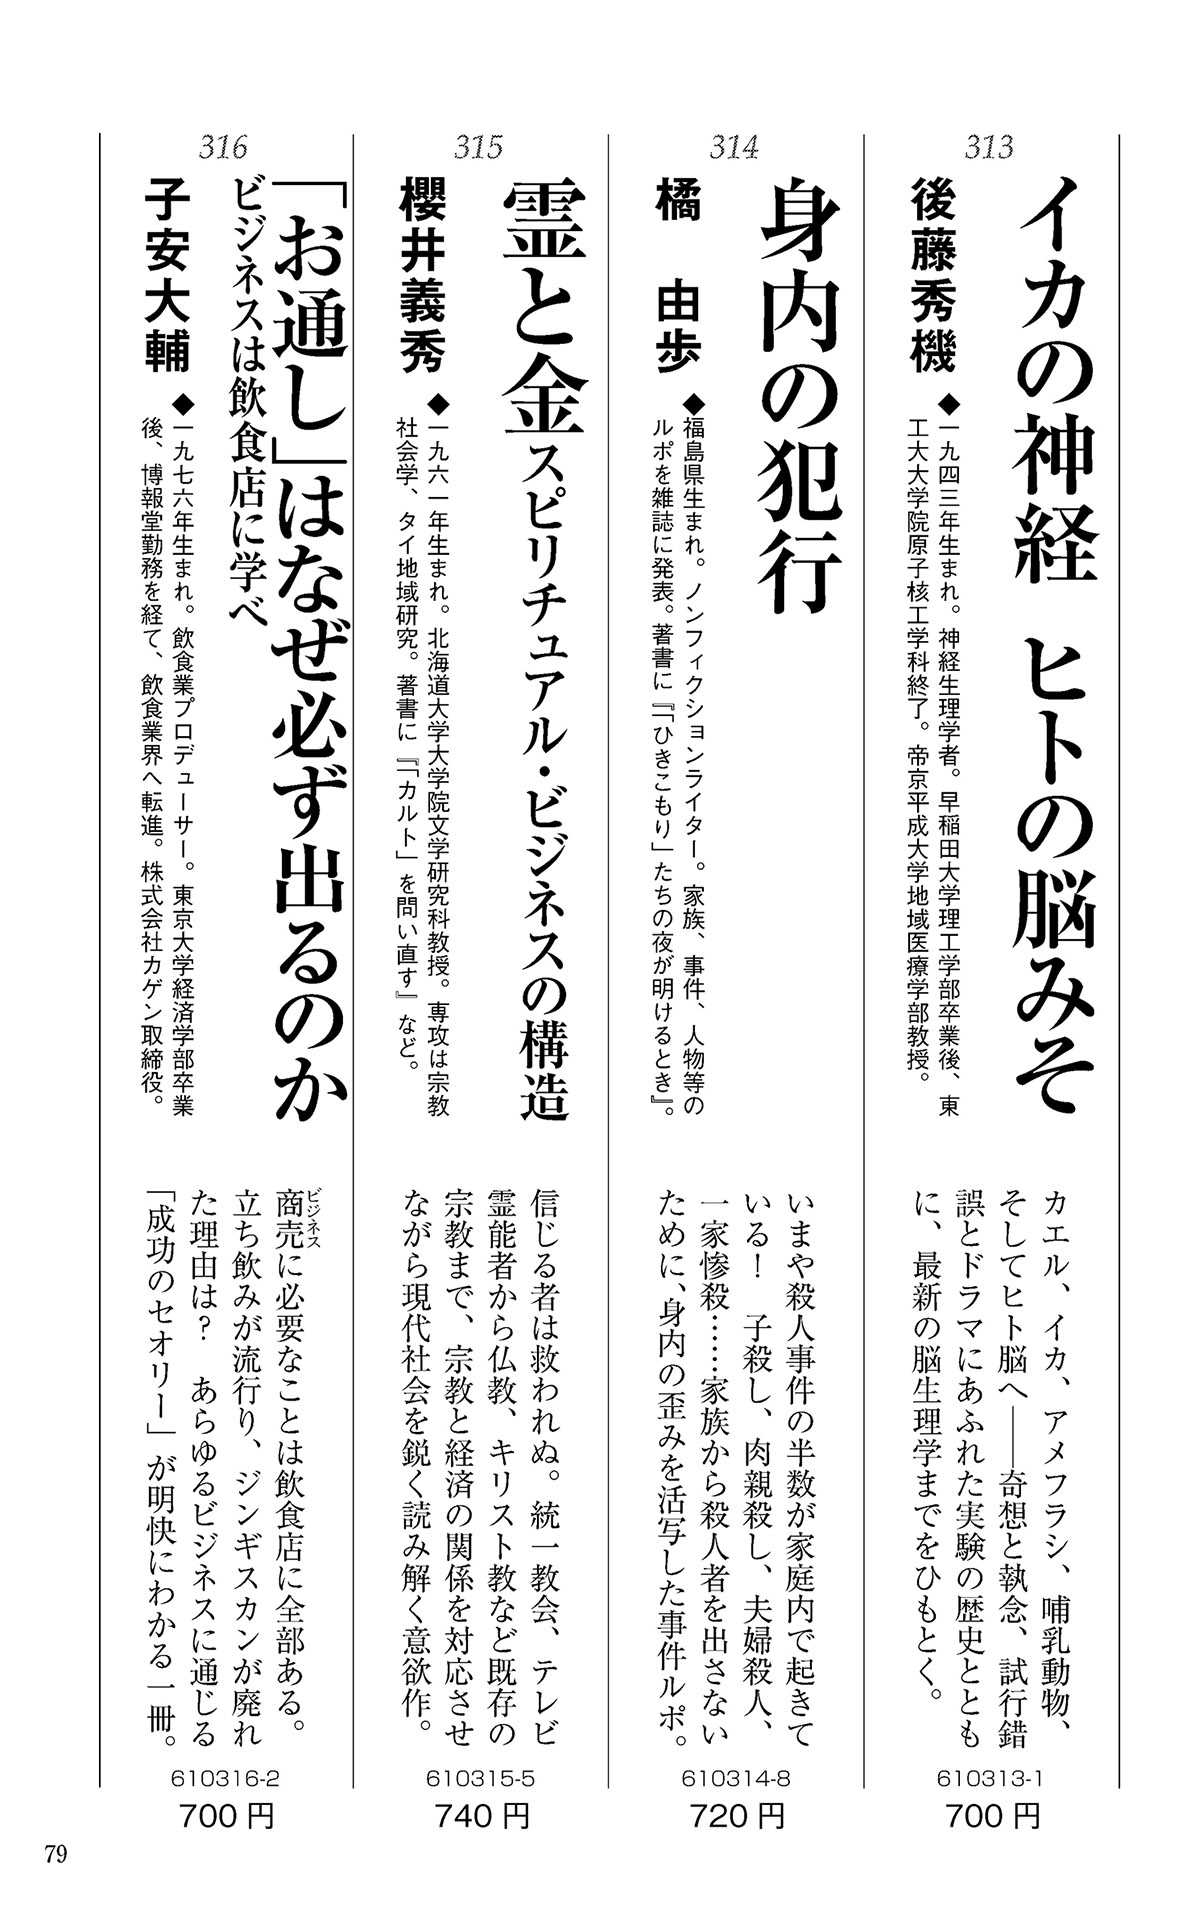 313
イカの神経　ヒトの脳みそ
後藤秀機
◆一九四三年生まれ。神経生理学者。早稲田大学理工学部卒業後、東
工大大学院原子核工学科終了。帝京平成大学地域医療学部教授。
カエル、イカ、アメフラシ、哺乳動物、
そしてヒト脳へ――奇想と執念、試行錯
誤とドラマにあふれた実験の歴史ととも
に、最新の脳生理学までをひもとく。
610313-1
700円
314
身内の犯行
橘　由歩
◆福島県生まれ。ノンフィクションライター。家族、事件、人物等の
ルポを雑誌に発表。著書に『「ひきこもり」たちの夜が明けるとき』。
いまや殺人事件の半数が家庭内で起きて
いる！　子殺し、肉親殺し、夫婦殺人、
一家惨殺……家族から殺人者を出さない
ために、身内の歪みを活写した事件ルポ。
610314-8
720円
315
霊と金 スピリチュアル・ビジネスの構造
櫻井義秀
◆一九六一年生まれ。北海道大学大学院文学研究科教授。専攻は宗教
社会学、タイ地域研究。著書に『「カルト」を問い直す』など。
信じる者は救われぬ。統一教会、テレビ
霊能者から仏教、キリスト教など既存の
宗教まで、宗教と経済の関係を対応させ
ながら現代社会を鋭く読み解く意欲作。
610315-5
740円
316
「お通し」はなぜ必ず出るのか
ビジネスは飲食店に学べ
子安大輔
◆一九七六年生まれ。飲食業プロデューサー。東京大学経済学部卒業
後、博報堂勤務を経て、飲食業界へ転進。株式会社カゲン取締役。
ビジネス
商売に必要なことは飲食店に全部ある。
立ち飲みが流行り、ジンギスカンが廃れ
た理由は？　あらゆるビジネスに通じる
「成功のセオリー」が明快にわかる一冊。
610316-2
700円
79